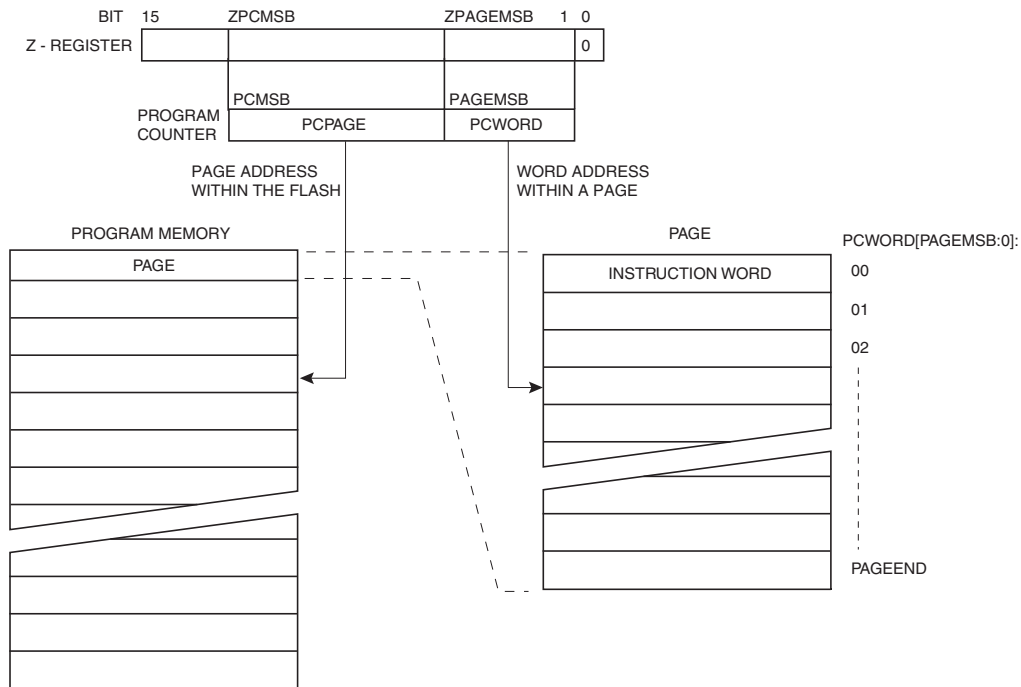 BIT 15 ZPCMSB ZPAGEMSB 1 0
Z - REGISTER 0
PCMSB PAGEMSB
PROGRAM
COUNTER
PCPAGE PCWORD
PAGE ADDRESS
WITHIN THE FLASH
WORD ADDRESS
WITHIN A PAGE
PROGRAM MEMORY
PAGE
PAGE
PCWORD[PAGEMSB:0]:
INSTRUCTION WORD
00
01
02
PAGEEND